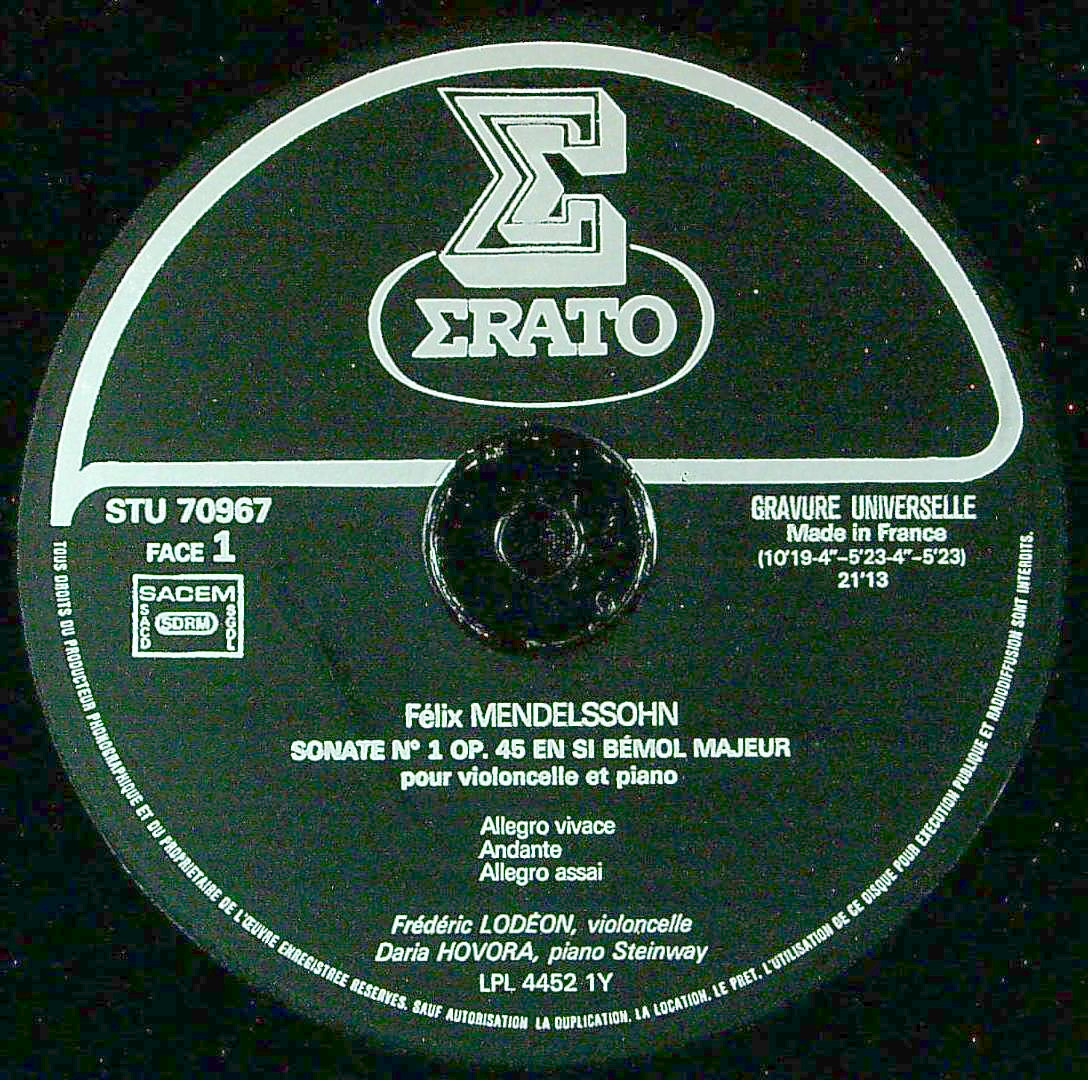 Σ
ΣRATO
STU 70967
FACE 1
SACEM
SACD
SDRM
SGDL
GRAVURE UNIVERSELLE
Made in France
(10'19-4"-5'23-4"-5'23)
21'13
Félix MENDELSSOHN
SONATE Nº 1 OP. 45 EN SI BÉMOL MAJEUR
pour violoncelle et piano
Allegro vivace
Andante
Allegro assai
Frédéric LODÉON, violoncelle
Daria HOVORA, piano Steinway
LPL 4452 1Y
TOUS DROITS DU PRODUCTEUR PHONOGRAPHIQUE ET DU PROPRIETAIRE DE L'ŒUVRE ENREGISTREE RESERVES. SAUF AUTORISATION LA DUPLICATION, LA LOCATION, LE PRET, L'UTILISATION DE CE DISQUE POUR EXECUTION PUBLIQUE ET RADIODIFFUSION SONT INTERDITS.